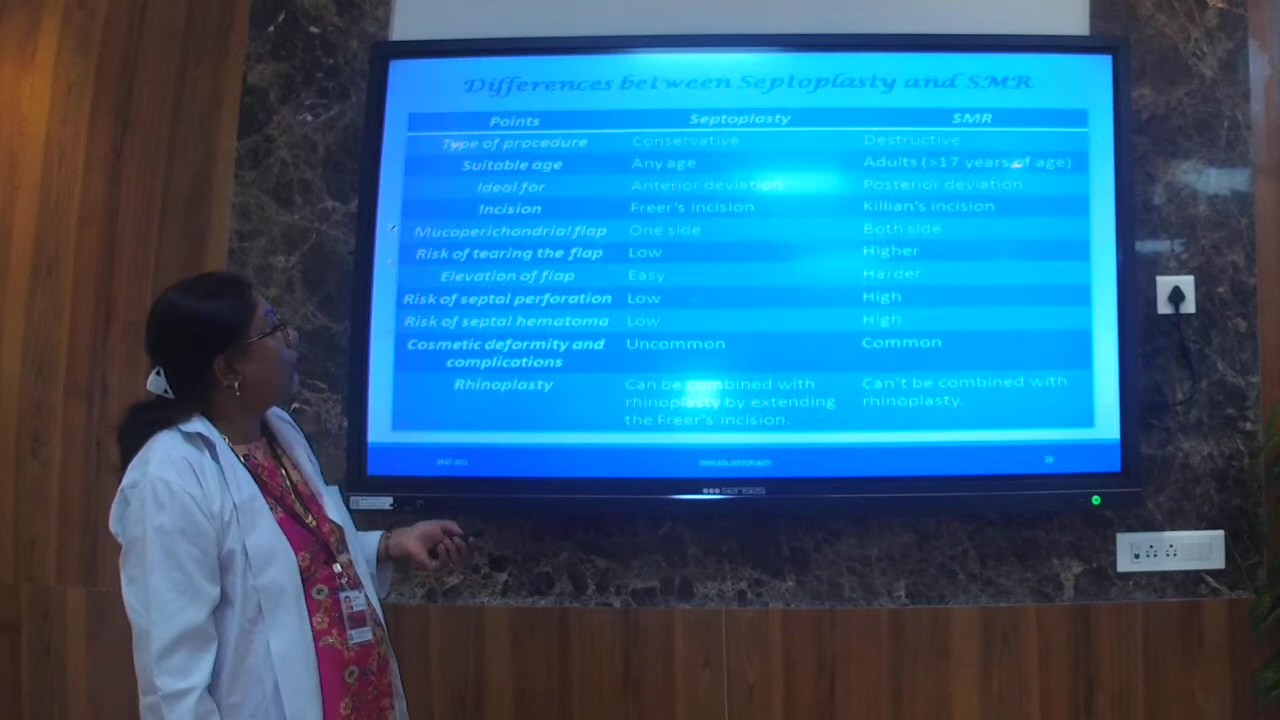 Differences between Septoplasty and SMR
Points Septoplasty SMR
Type of procedure Conservative Destructive
Suitable age Any age Adults (>17 years of age)
Ideal for Anterior deviation Posterior deviation
Incision Freer's incision Killian's incision
Mucoperichondrial flap One side Both side
Risk of tearing the flap Low Higher
Elevation of flap Easy Harder
Risk of septal perforation Low High
Risk of septal hematoma Low High
Cosmetic deformity and Uncommon Common
complications
Rhinoplasty Can be combined with Can't be combined with
rhinoplasty by extending rhinoplasty.
the Freer's incision.